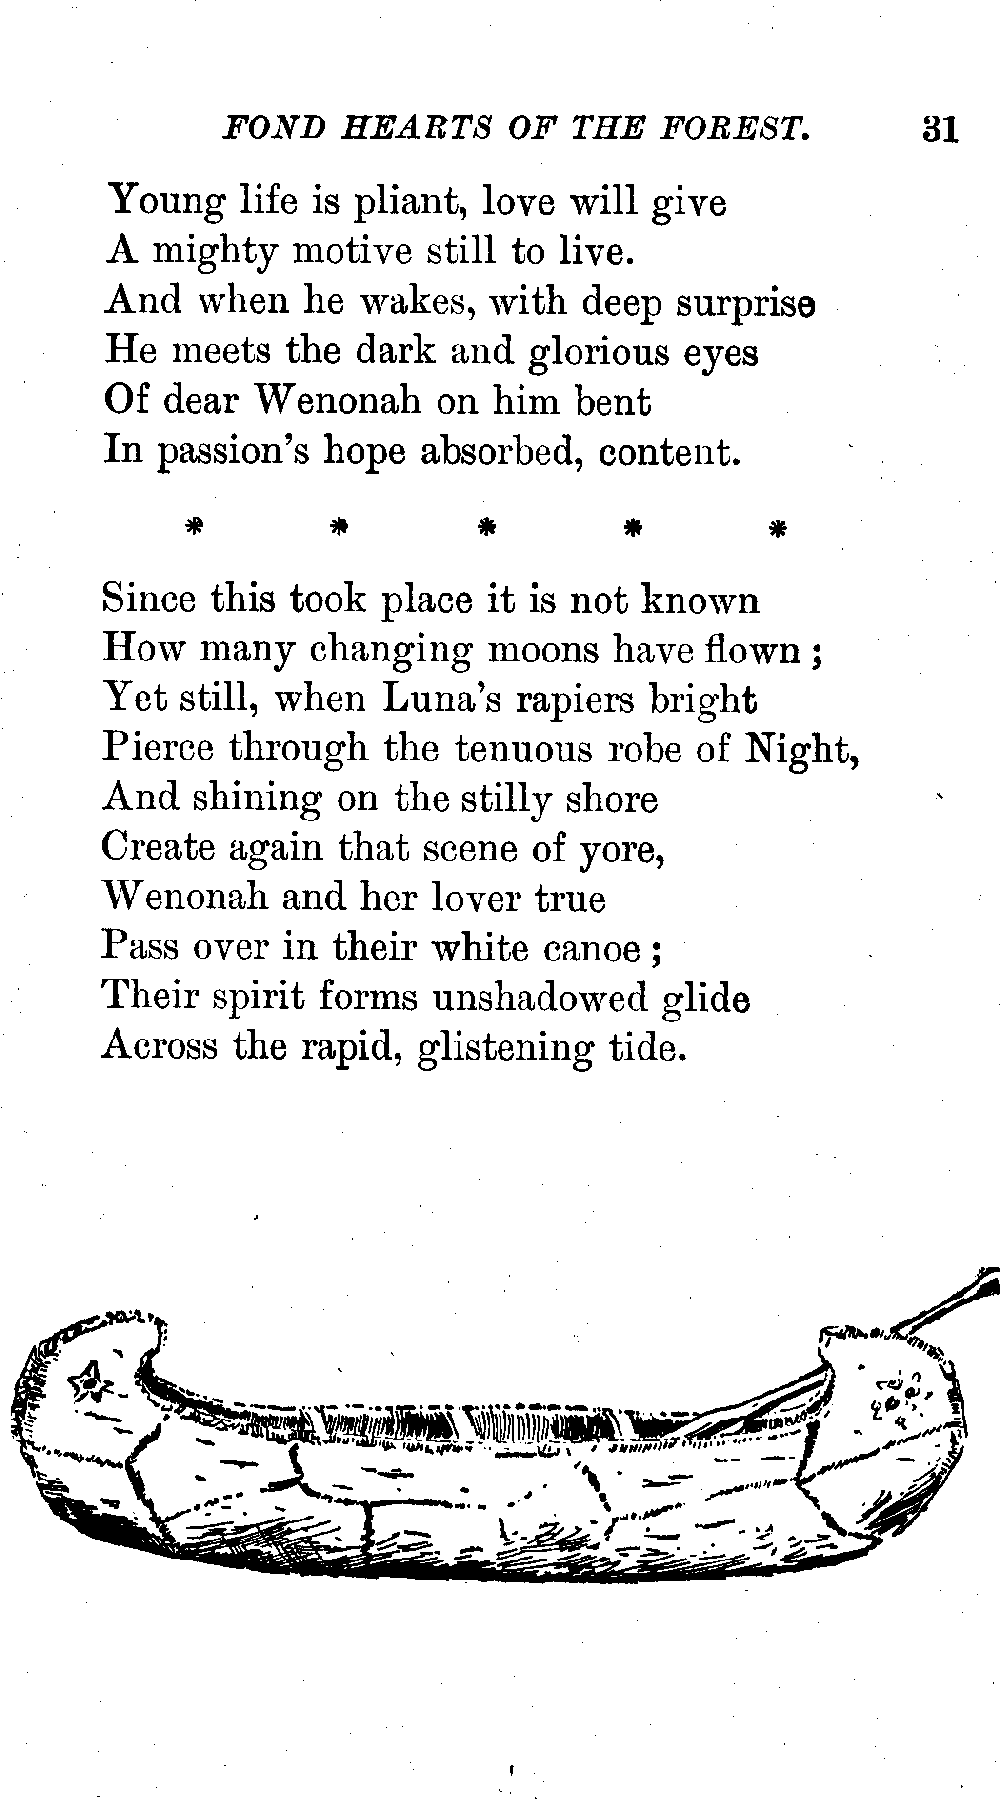 FOND HEARTS OF THE FOREST. 31
Young life is pliant, love will give
A mighty motive still to live.
And when he wakes, with deep surprise
He meets the dark and glorious eyes
Of dear Wenonah on him bent
In passion's hope absorbed, content.
* * * * *
Since this took place it is not known
How many changing moons have flown ;
Yet still, when Luna's rapiers bright
Pierce through the tenuous robe of Night,
And shining on the stilly shore
Create again that scene of yore,
Wenonah and her lover true
Pass over in their white canoe ;
Their spirit forms unshadowed glide
Across the rapid, glistening tide.